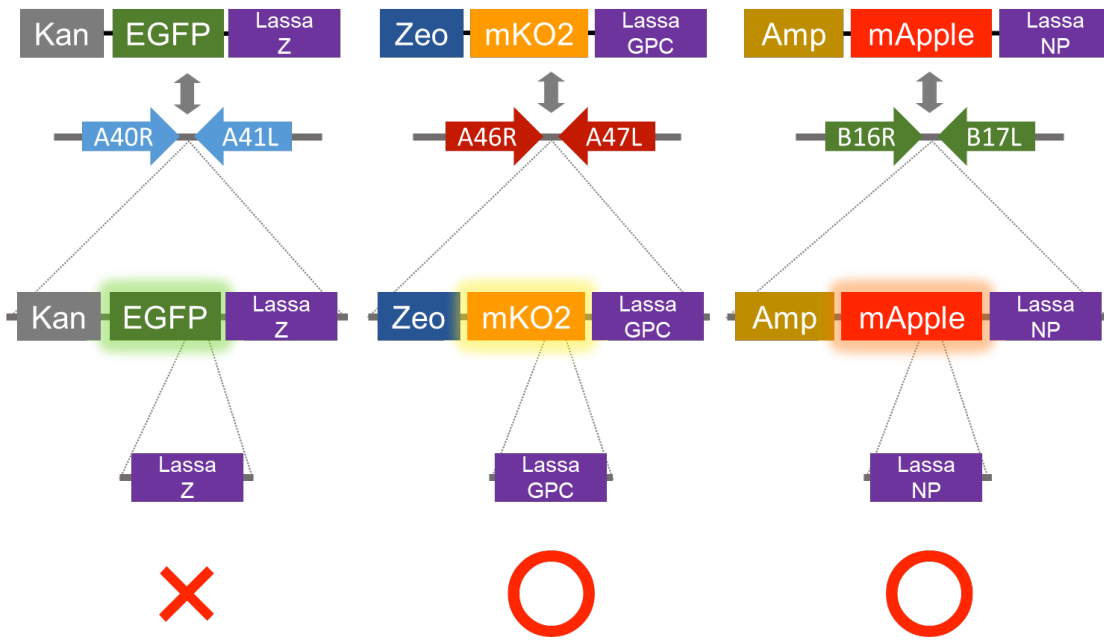 Kan EGFP Lassa Z Zeo mKO2 Lassa GPC Amp mApple Lassa NP
A40R A41L A46R A47L B16R B17L
Kan EGFP Lassa Z Zeo mKO2 Lassa GPC Amp mApple Lassa NP
Lassa Z Lassa GPC Lassa NP